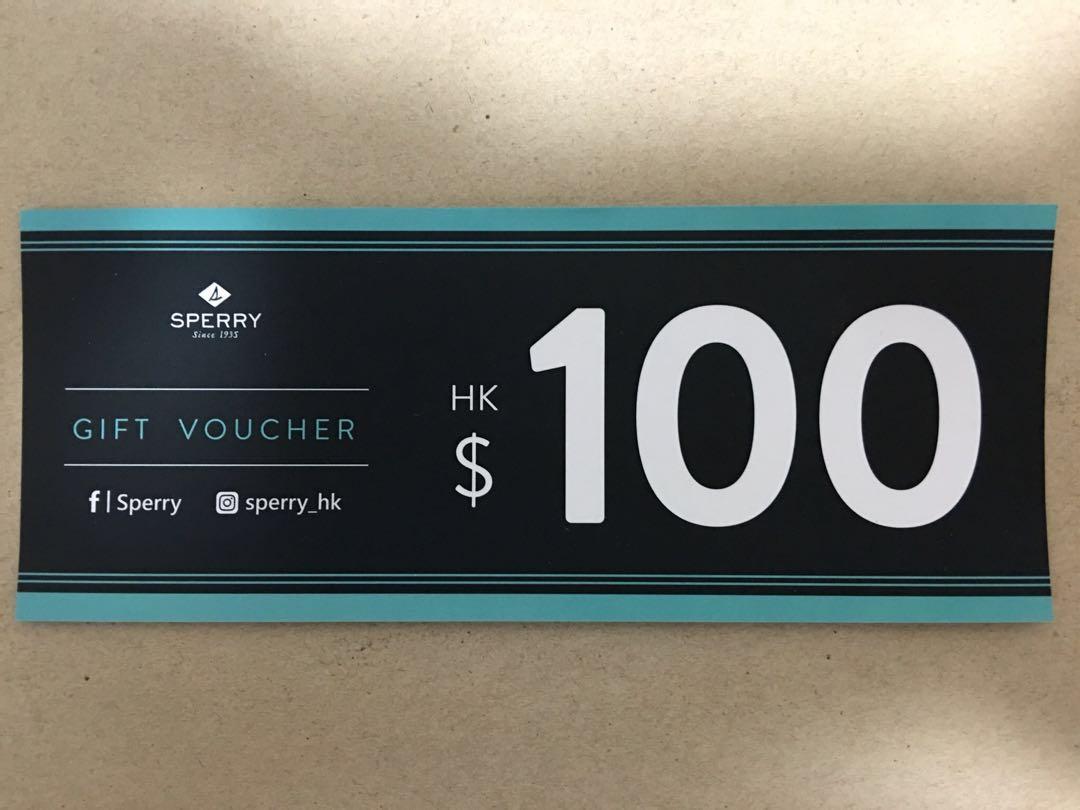 SPERRY
Since 1935
GIFT VOUCHER
f | Sperry sperry_hk
HK
$
100